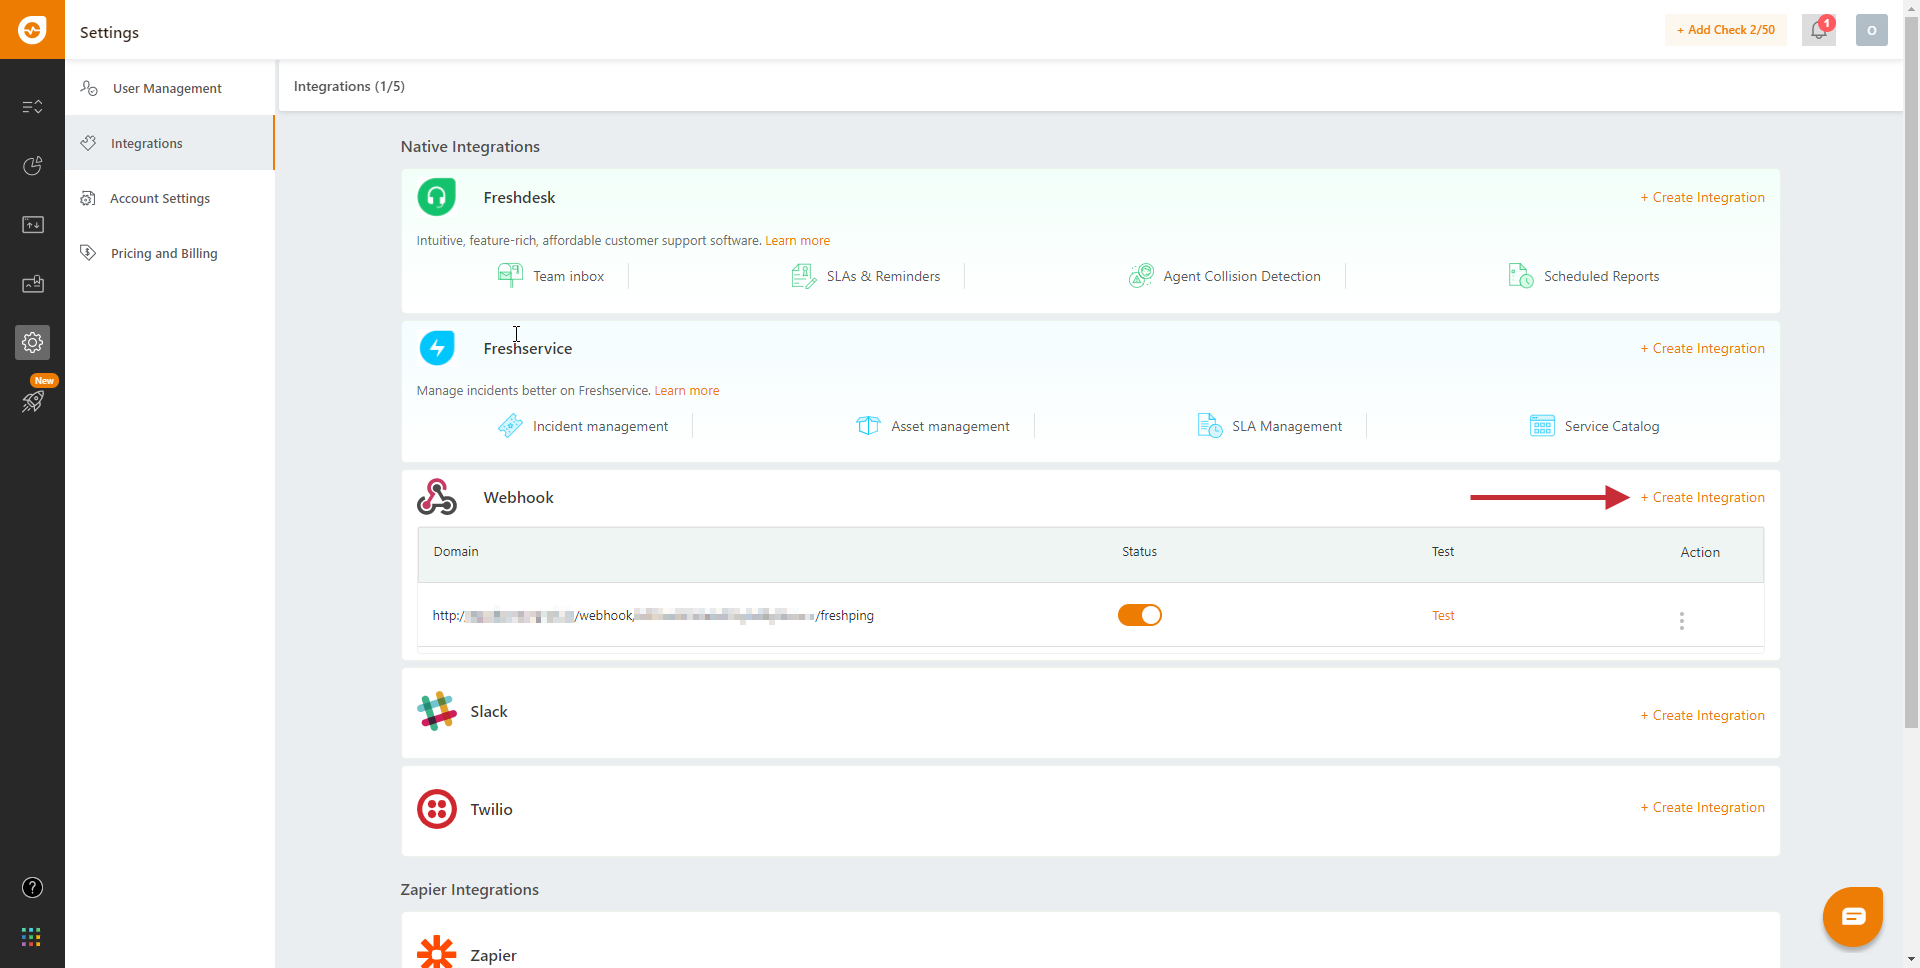 Settings
+ Add Check 2/50
1
O
User Management
Integrations
Account Settings
Pricing and Billing
New
?
Integrations (1/5)
Native Integrations
Freshdesk
+ Create Integration
Intuitive, feature-rich, affordable customer support software. Learn more
Team inbox
SLAs & Reminders
Agent Collision Detection
Scheduled Reports
Freshservice
+ Create Integration
Manage incidents better on Freshservice. Learn more
Incident management
Asset management
SLA Management
Service Catalog
Webhook
+ Create Integration
Domain Status Test Action
http:/ /webhook/ /freshping Test
Slack
+ Create Integration
Twilio
+ Create Integration
Zapier Integrations
Zapier